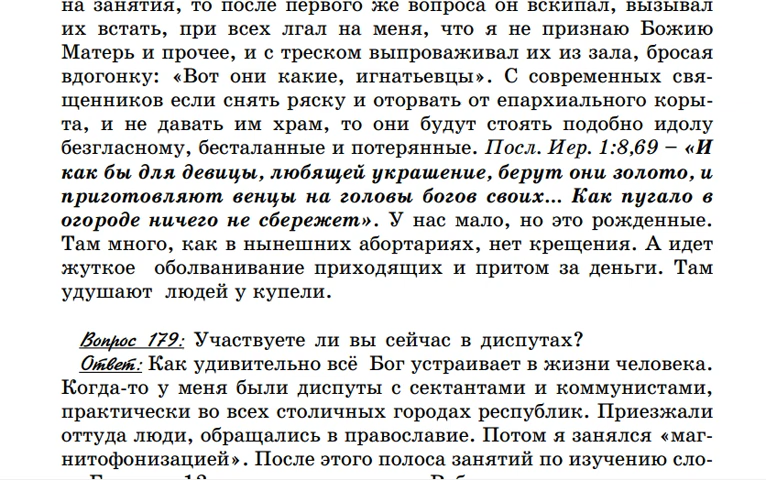 на занятия, то после первого же вопроса он вскипал, вызывал
их встать, при всех лгал на меня, что я не признаю Божию
Матерь и прочее, и с треском выпроваживал их из зала, бросая
вдогонку: «Вот они какие, игнатьевцы». С современных свя-
щенников если снять ряску и оторвать от епархиального коры-
та, и не давать им храм, то они будут стоять подобно идолу
безгласному, бесталанные и потерянные. Посл. Иер. 1:8,69 – «И
как бы для девицы, любящей украшение, берут они золото, и
приготовляют венцы на головы богов своих... Как пугало в
огороде ничего не сбережет». У нас мало, но это рожденные.
Там много, как в нынешних абортариях, нет крещения. А идет
жуткое оболванивание приходящих и притом за деньги. Там
удушают людей у купели.
Вопрос 179: Участвуете ли вы сейчас в диспутах?
Ответ: Как удивительно всё Бог устраивает в жизни человека.
Когда-то у меня были диспуты с сектантами и коммунистами,
практически во всех столичных городах республик. Приезжали
оттуда люди, обращались в православие. Потом я занялся «маг-
нитофонизацией». После этого полоса занятий по изучению сло-